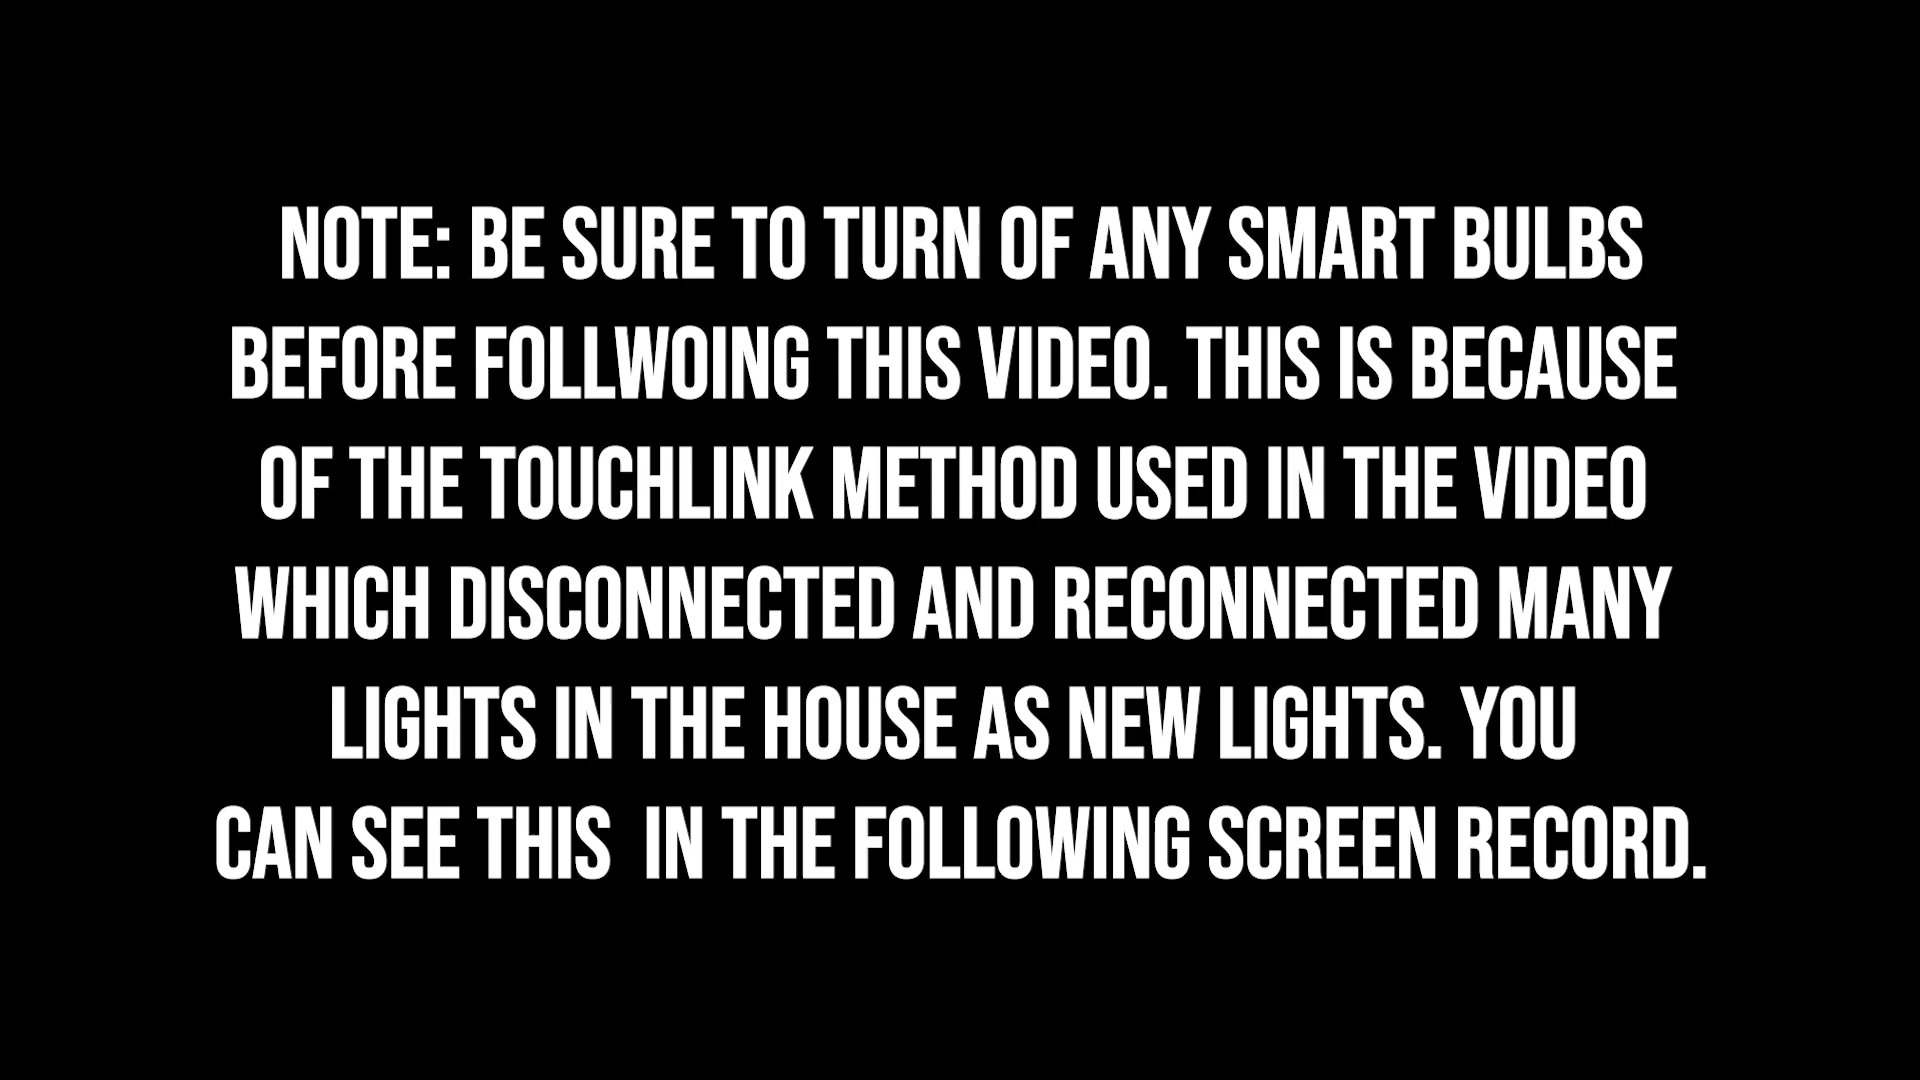 NOTE: BE SURE TO TURN OF ANY SMART BULBS
BEFORE FOLLWOING THIS VIDEO. THIS IS BECAUSE
OF THE TOUCHLINK METHOD USED IN THE VIDEO
WHICH DISCONNECTED AND RECONNECTED MANY
LIGHTS IN THE HOUSE AS NEW LIGHTS. YOU
CAN SEE THIS  IN THE FOLLOWING SCREEN RECORD.